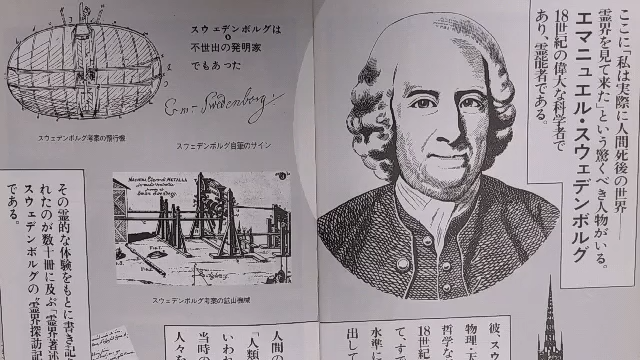 ここに「私は実際に人間死後の世界――
霊界を見て来た」という驚くべき人物がいる。
エマニュエル・スウェデンボルグ
18世紀の偉大な科学者で
あり、霊能者である。
彼、スウ
物理・天
哲学な
18世紀
て、す
水準に
出して
人間の
「人類
いわ
当時
人々を
スウェデンボルグは
不世出の発明家
でもあった
スウェデンボルグ考案の飛行機
Swedenborg
スウェデンボルグ自筆のサイン
METALLA
スウェデンボルグ考案の鉱山機械
その霊的な体験をもとに書き記
れたのが数十冊に及ぶ「霊界著述
スウェデンボルグの「霊界探訪記
である。